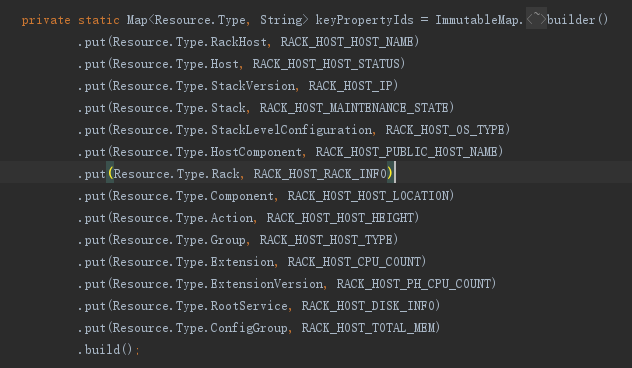 private static Map<Resource.Type, String> keyPropertyIds = ImmutableMap.<~>builder()
.put(Resource.Type.RackHost, RACK_HOST_HOST_NAME)
.put(Resource.Type.Host, RACK_HOST_HOST_STATUS)
.put(Resource.Type.StackVersion, RACK_HOST_IP)
.put(Resource.Type.Stack, RACK_HOST_MAINTENANCE_STATE)
.put(Resource.Type.StackLevelConfiguration, RACK_HOST_OS_TYPE)
.put(Resource.Type.HostComponent, RACK_HOST_PUBLIC_HOST_NAME)
.put(Resource.Type.Rack, RACK_HOST_RACK_INFO)
.put(Resource.Type.Component, RACK_HOST_HOST_LOCATION)
.put(Resource.Type.Action, RACK_HOST_HOST_HEIGHT)
.put(Resource.Type.Group, RACK_HOST_HOST_TYPE)
.put(Resource.Type.Extension, RACK_HOST_CPU_COUNT)
.put(Resource.Type.ExtensionVersion, RACK_HOST_PH_CPU_COUNT)
.put(Resource.Type.RootService, RACK_HOST_DISK_INFO)
.put(Resource.Type.ConfigGroup, RACK_HOST_TOTAL_MEM)
.build();